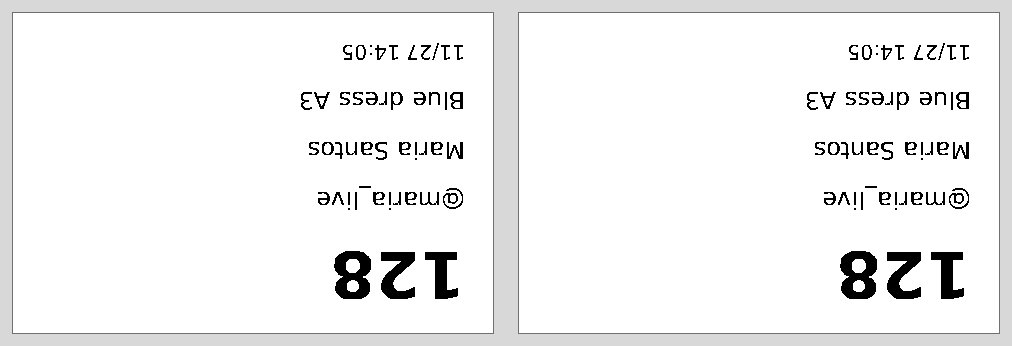 128
@maria_live
Maria Santos
Blue dress A3
11/27 14:05
128
@maria_live
Maria Santos
Blue dress A3
11/27 14:05